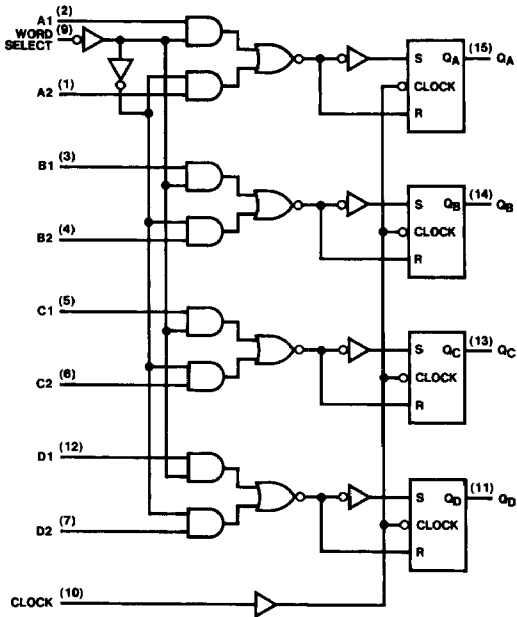 A1 (2)
WORD SELECT (9)
A2 (1)
S QA (15) QA
CLOCK
R
B1 (3)
B2 (4)
S QB (14) QB
CLOCK
R
C1 (5)
C2 (6)
S QC (13) QC
CLOCK
R
D1 (12)
D2 (7)
S QD (11) QD
CLOCK
R
CLOCK (10)